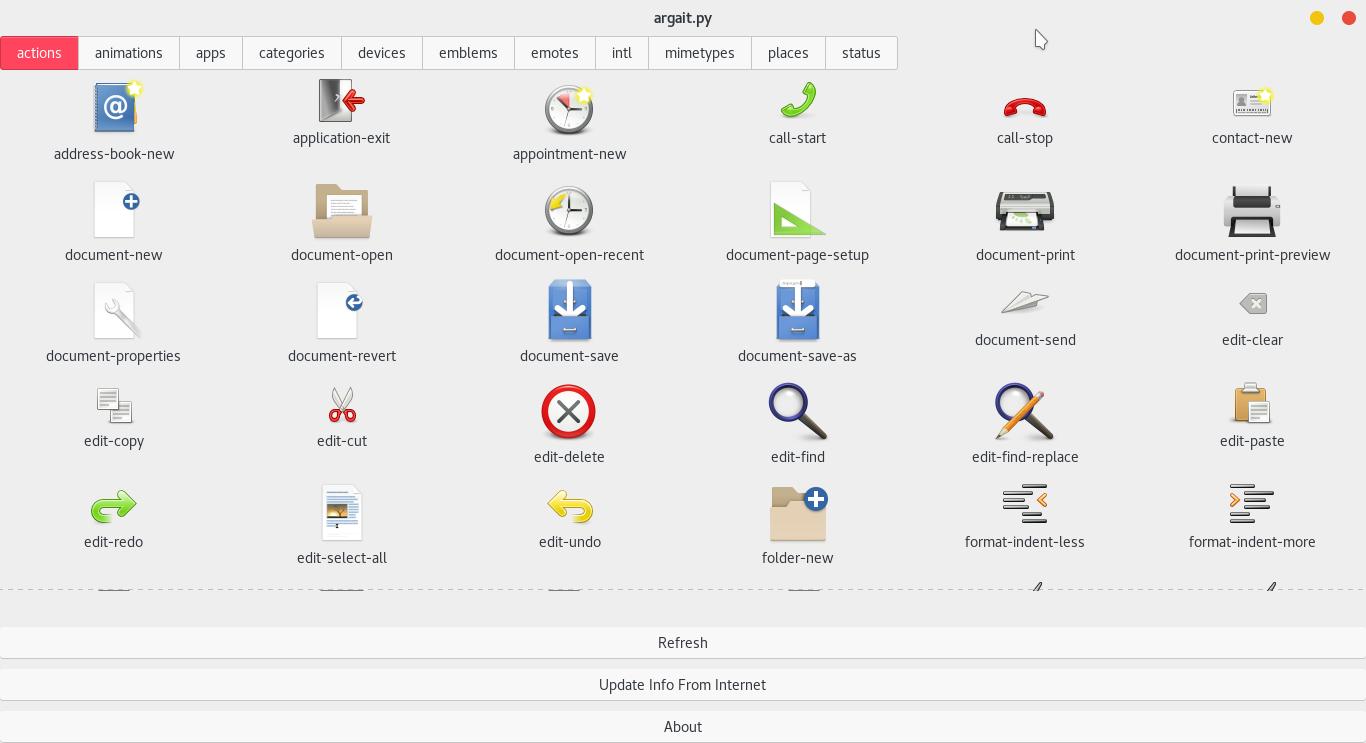 argait.py
actions animations apps categories devices emblems emotes intl mimetypes places status
address-book-new application-exit appointment-new call-start call-stop contact-new
document-new document-open document-open-recent document-page-setup document-print document-print-preview
document-properties document-revert document-save document-save-as document-send edit-clear
edit-copy edit-cut edit-delete edit-find edit-find-replace edit-paste
edit-redo edit-select-all edit-undo folder-new format-indent-less format-indent-more
Refresh
Update Info From Internet
About